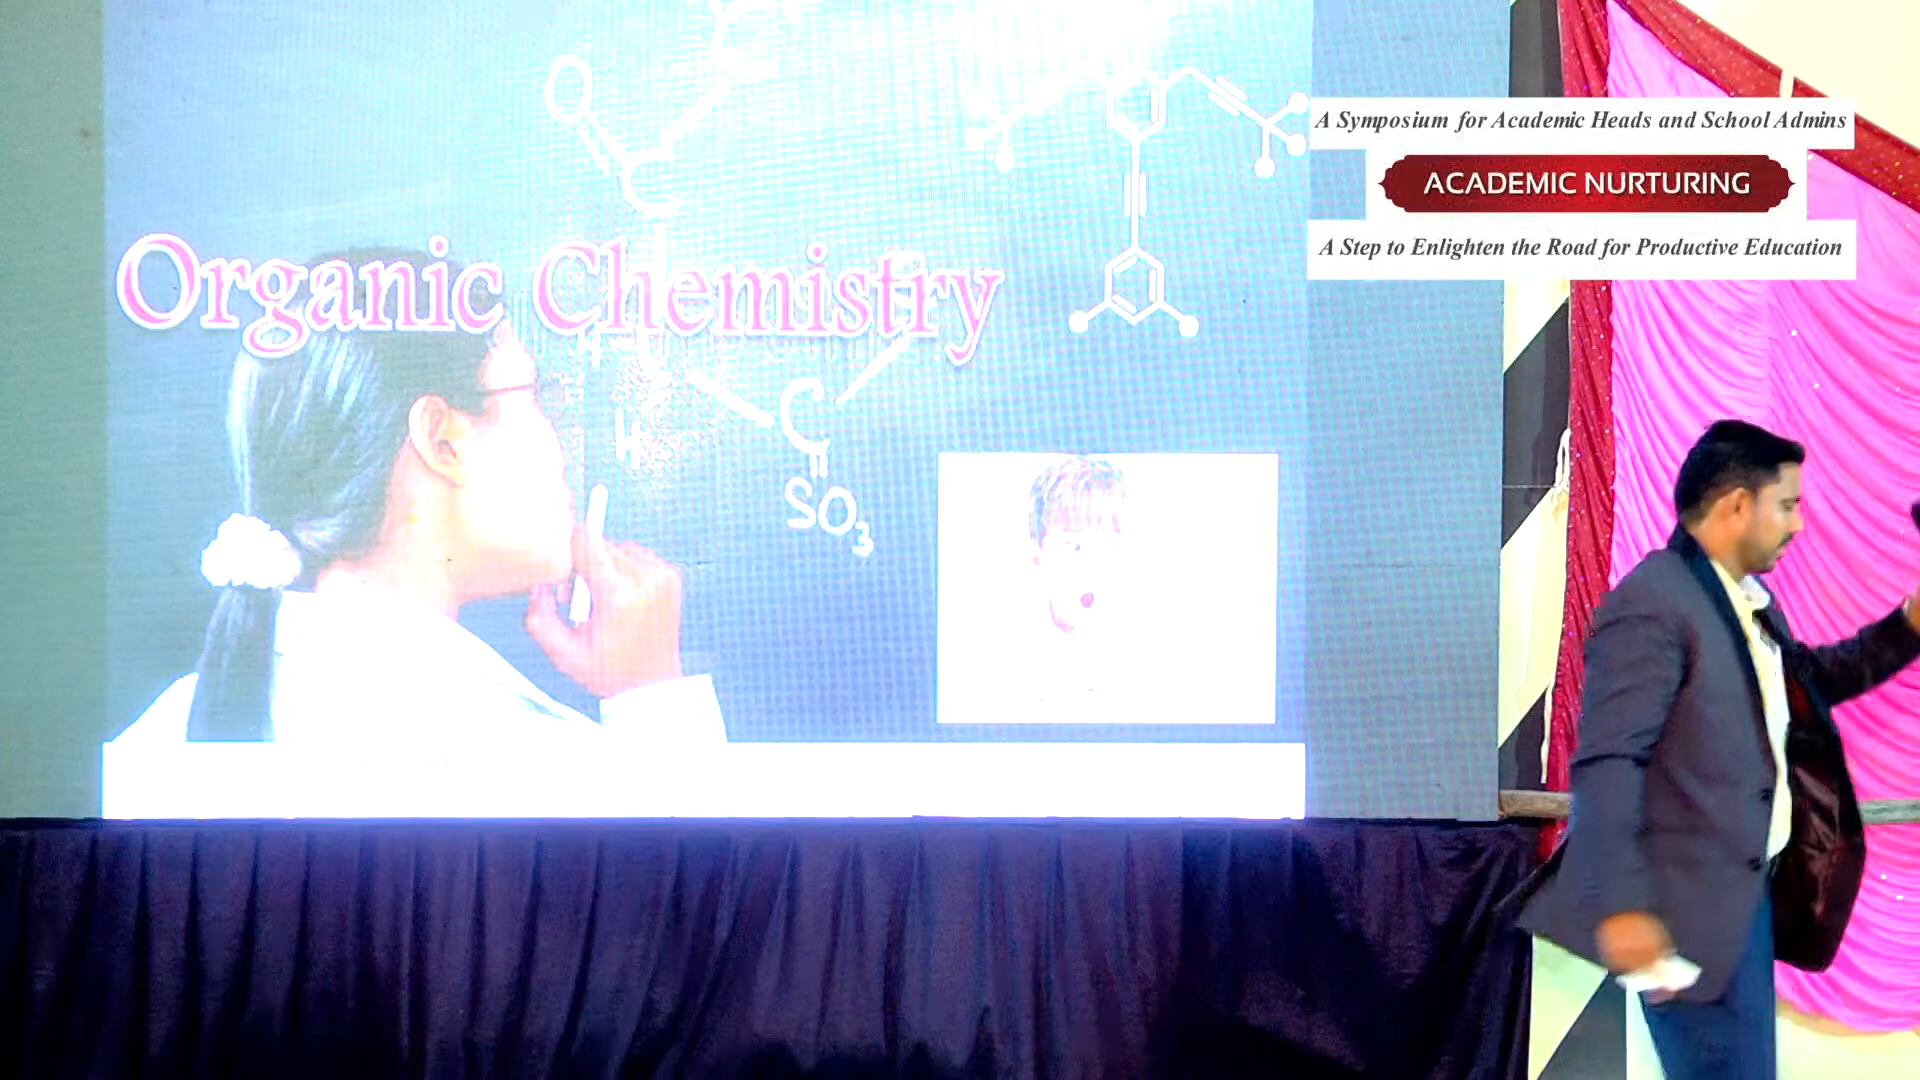 A Symposium for Academic Heads and School Admins
ACADEMIC NURTURING
A Step to Enlighten the Road for Productive Education
O
C
Organic Chemistry
H
C
H
SO3